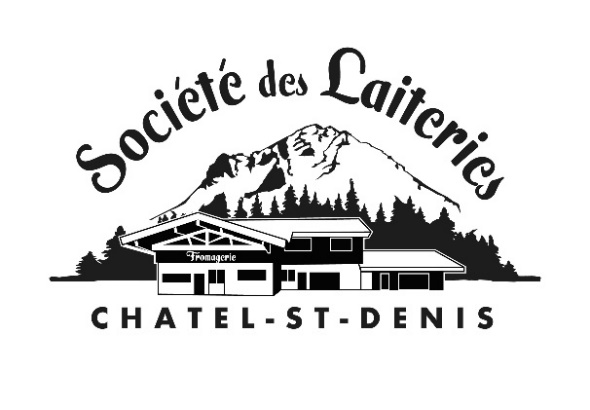 Société des Laiteries
Fromagerie
CHATEL-ST-DENIS